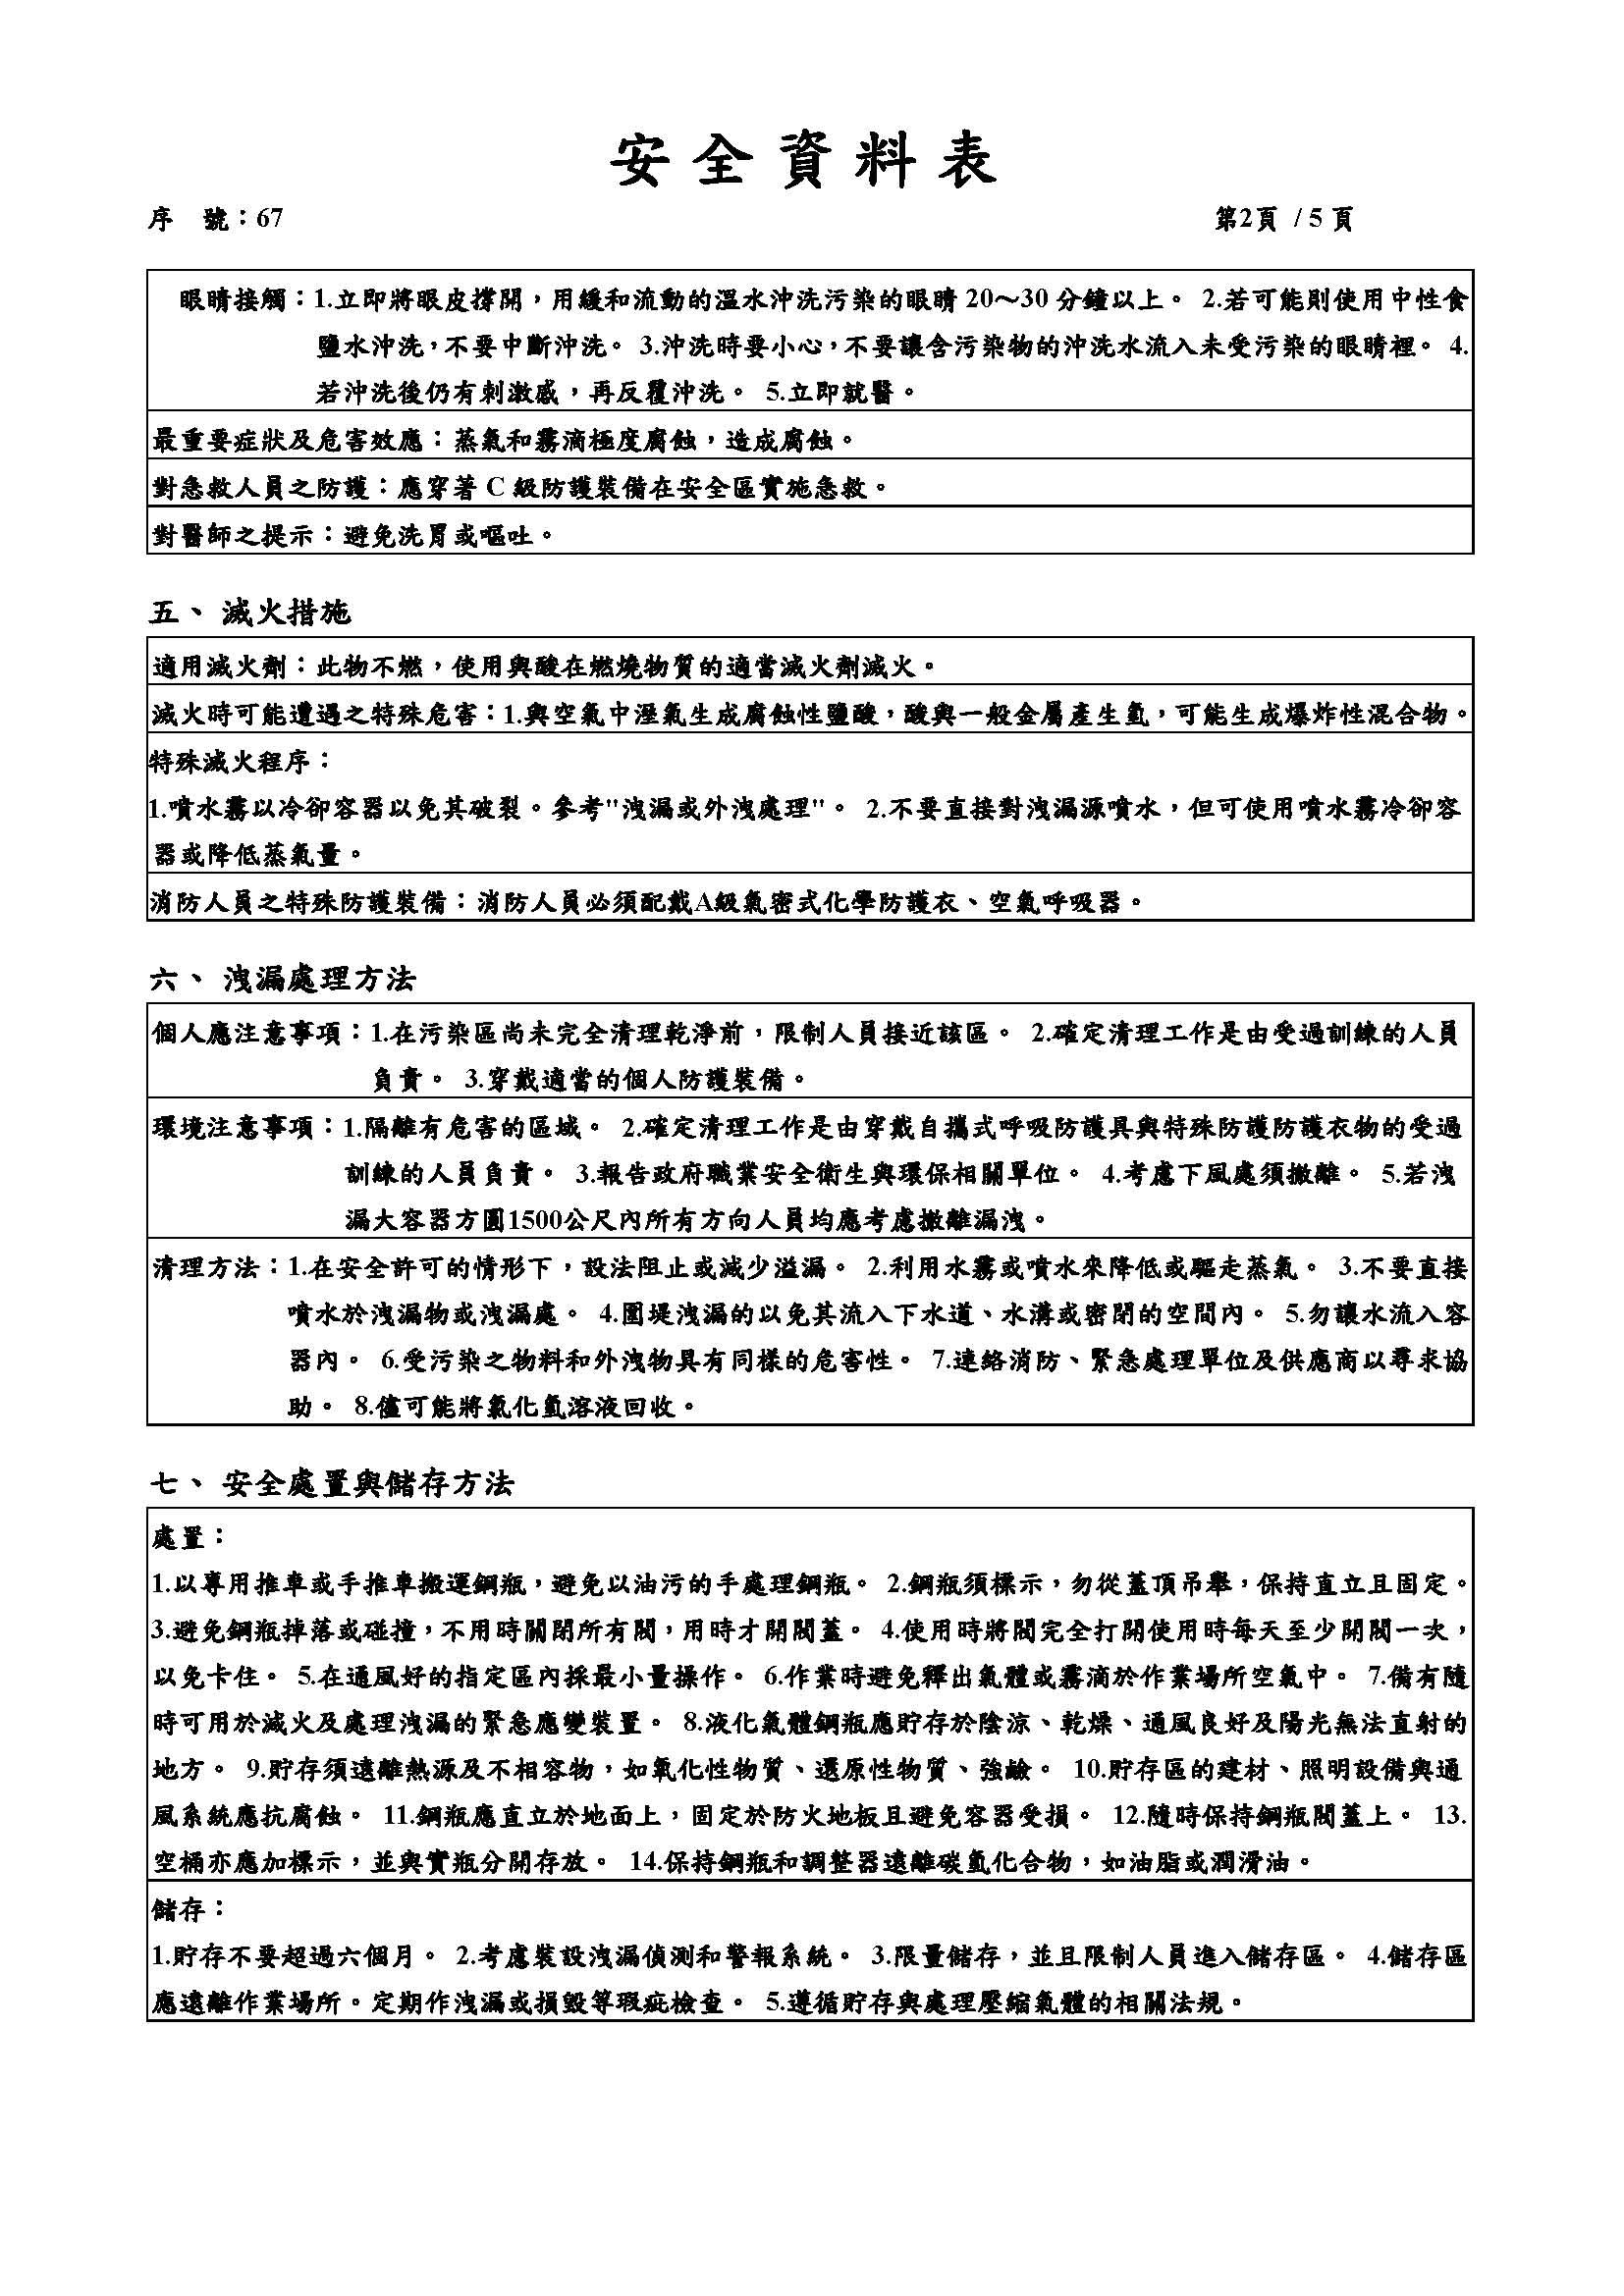 安全資料表
序　號：67　第2頁 / 5 頁
眼睛接觸：1.立即將眼皮撐開，用緩和流動的溫水沖洗污染的眼睛 20～30 分鐘以上。 2.若可能則使用中性食
鹽水沖洗，不要中斷沖洗。 3.沖洗時要小心，不要讓含污染物的沖洗水流入未受污染的眼睛裡。 4.
若沖洗後仍有刺激感，再反覆沖洗。 5.立即就醫。
最重要症狀及危害效應：蒸氣和霧滴極度腐蝕，造成腐蝕。
對急救人員之防護：應穿著 C 級防護裝備在安全區實施急救。
對醫師之提示：避免洗胃或嘔吐。
五、 滅火措施
適用滅火劑：此物不燃，使用與酸在燃燒物質的適當滅火劑滅火。
滅火時可能遭遇之特殊危害：1.與空氣中溼氣生成腐蝕性鹽酸，酸與一般金屬產生氫，可能生成爆炸性混合物。
特殊滅火程序：
1.噴水霧以冷卻容器以免其破裂。參考"洩漏或外洩處理"。 2.不要直接對洩漏源噴水，但可使用噴水霧冷卻容
器或降低蒸氣量。
消防人員之特殊防護裝備：消防人員必須配戴A級氣密式化學防護衣、空氣呼吸器。
六、 洩漏處理方法
個人應注意事項：1.在污染區尚未完全清理乾淨前，限制人員接近該區。 2.確定清理工作是由受過訓練的人員
負責。 3.穿戴適當的個人防護裝備。
環境注意事項：1.隔離有危害的區域。 2.確定清理工作是由穿戴自攜式呼吸防護具與特殊防護防護衣物的受過
訓練的人員負責。 3.報告政府職業安全衛生與環保相關單位。 4.考慮下風處須撤離。 5.若洩
漏大容器方圓1500公尺內所有方向人員均應考慮撤離漏洩。
清理方法：1.在安全許可的情形下，設法阻止或減少溢漏。 2.利用水霧或噴水來降低或驅走蒸氣。 3.不要直接
噴水於洩漏物或洩漏處。 4.圍堤洩漏的以免其流入下水道、水溝或密閉的空間內。 5.勿讓水流入容
器內。 6.受污染之物料和外洩物具有同樣的危害性。 7.連絡消防、緊急處理單位及供應商以尋求協
助。 8.儘可能將氯化氫溶液回收。
七、 安全處置與儲存方法
處置：
1.以專用推車或手推車搬運鋼瓶，避免以油污的手處理鋼瓶。 2.鋼瓶須標示，勿從蓋頂吊舉，保持直立且固定。
3.避免鋼瓶掉落或碰撞，不用時關閉所有閥，用時才開閥蓋。 4.使用時將閥完全打開使用時每天至少開閥一次，
以免卡住。 5.在通風好的指定區內採最小量操作。 6.作業時避免釋出氣體或霧滴於作業場所空氣中。 7.備有隨
時可用於滅火及處理洩漏的緊急應變裝置。 8.液化氣體鋼瓶應貯存於陰涼、乾燥、通風良好及陽光無法直射的
地方。 9.貯存須遠離熱源及不相容物，如氧化性物質、還原性物質、強鹼。 10.貯存區的建材、照明設備與通
風系統應抗腐蝕。 11.鋼瓶應直立於地面上，固定於防火地板且避免容器受損。 12.隨時保持鋼瓶閥蓋上。 13.
空桶亦應加標示，並與實瓶分開存放。 14.保持鋼瓶和調整器遠離碳氫化合物，如油脂或潤滑油。
儲存：
1.貯存不要超過六個月。 2.考慮裝設洩漏偵測和警報系統。 3.限量儲存，並且限制人員進入儲存區。 4.儲存區
應遠離作業場所。定期作洩漏或損毀等瑕疵檢查。 5.遵循貯存與處理壓縮氣體的相關法規。